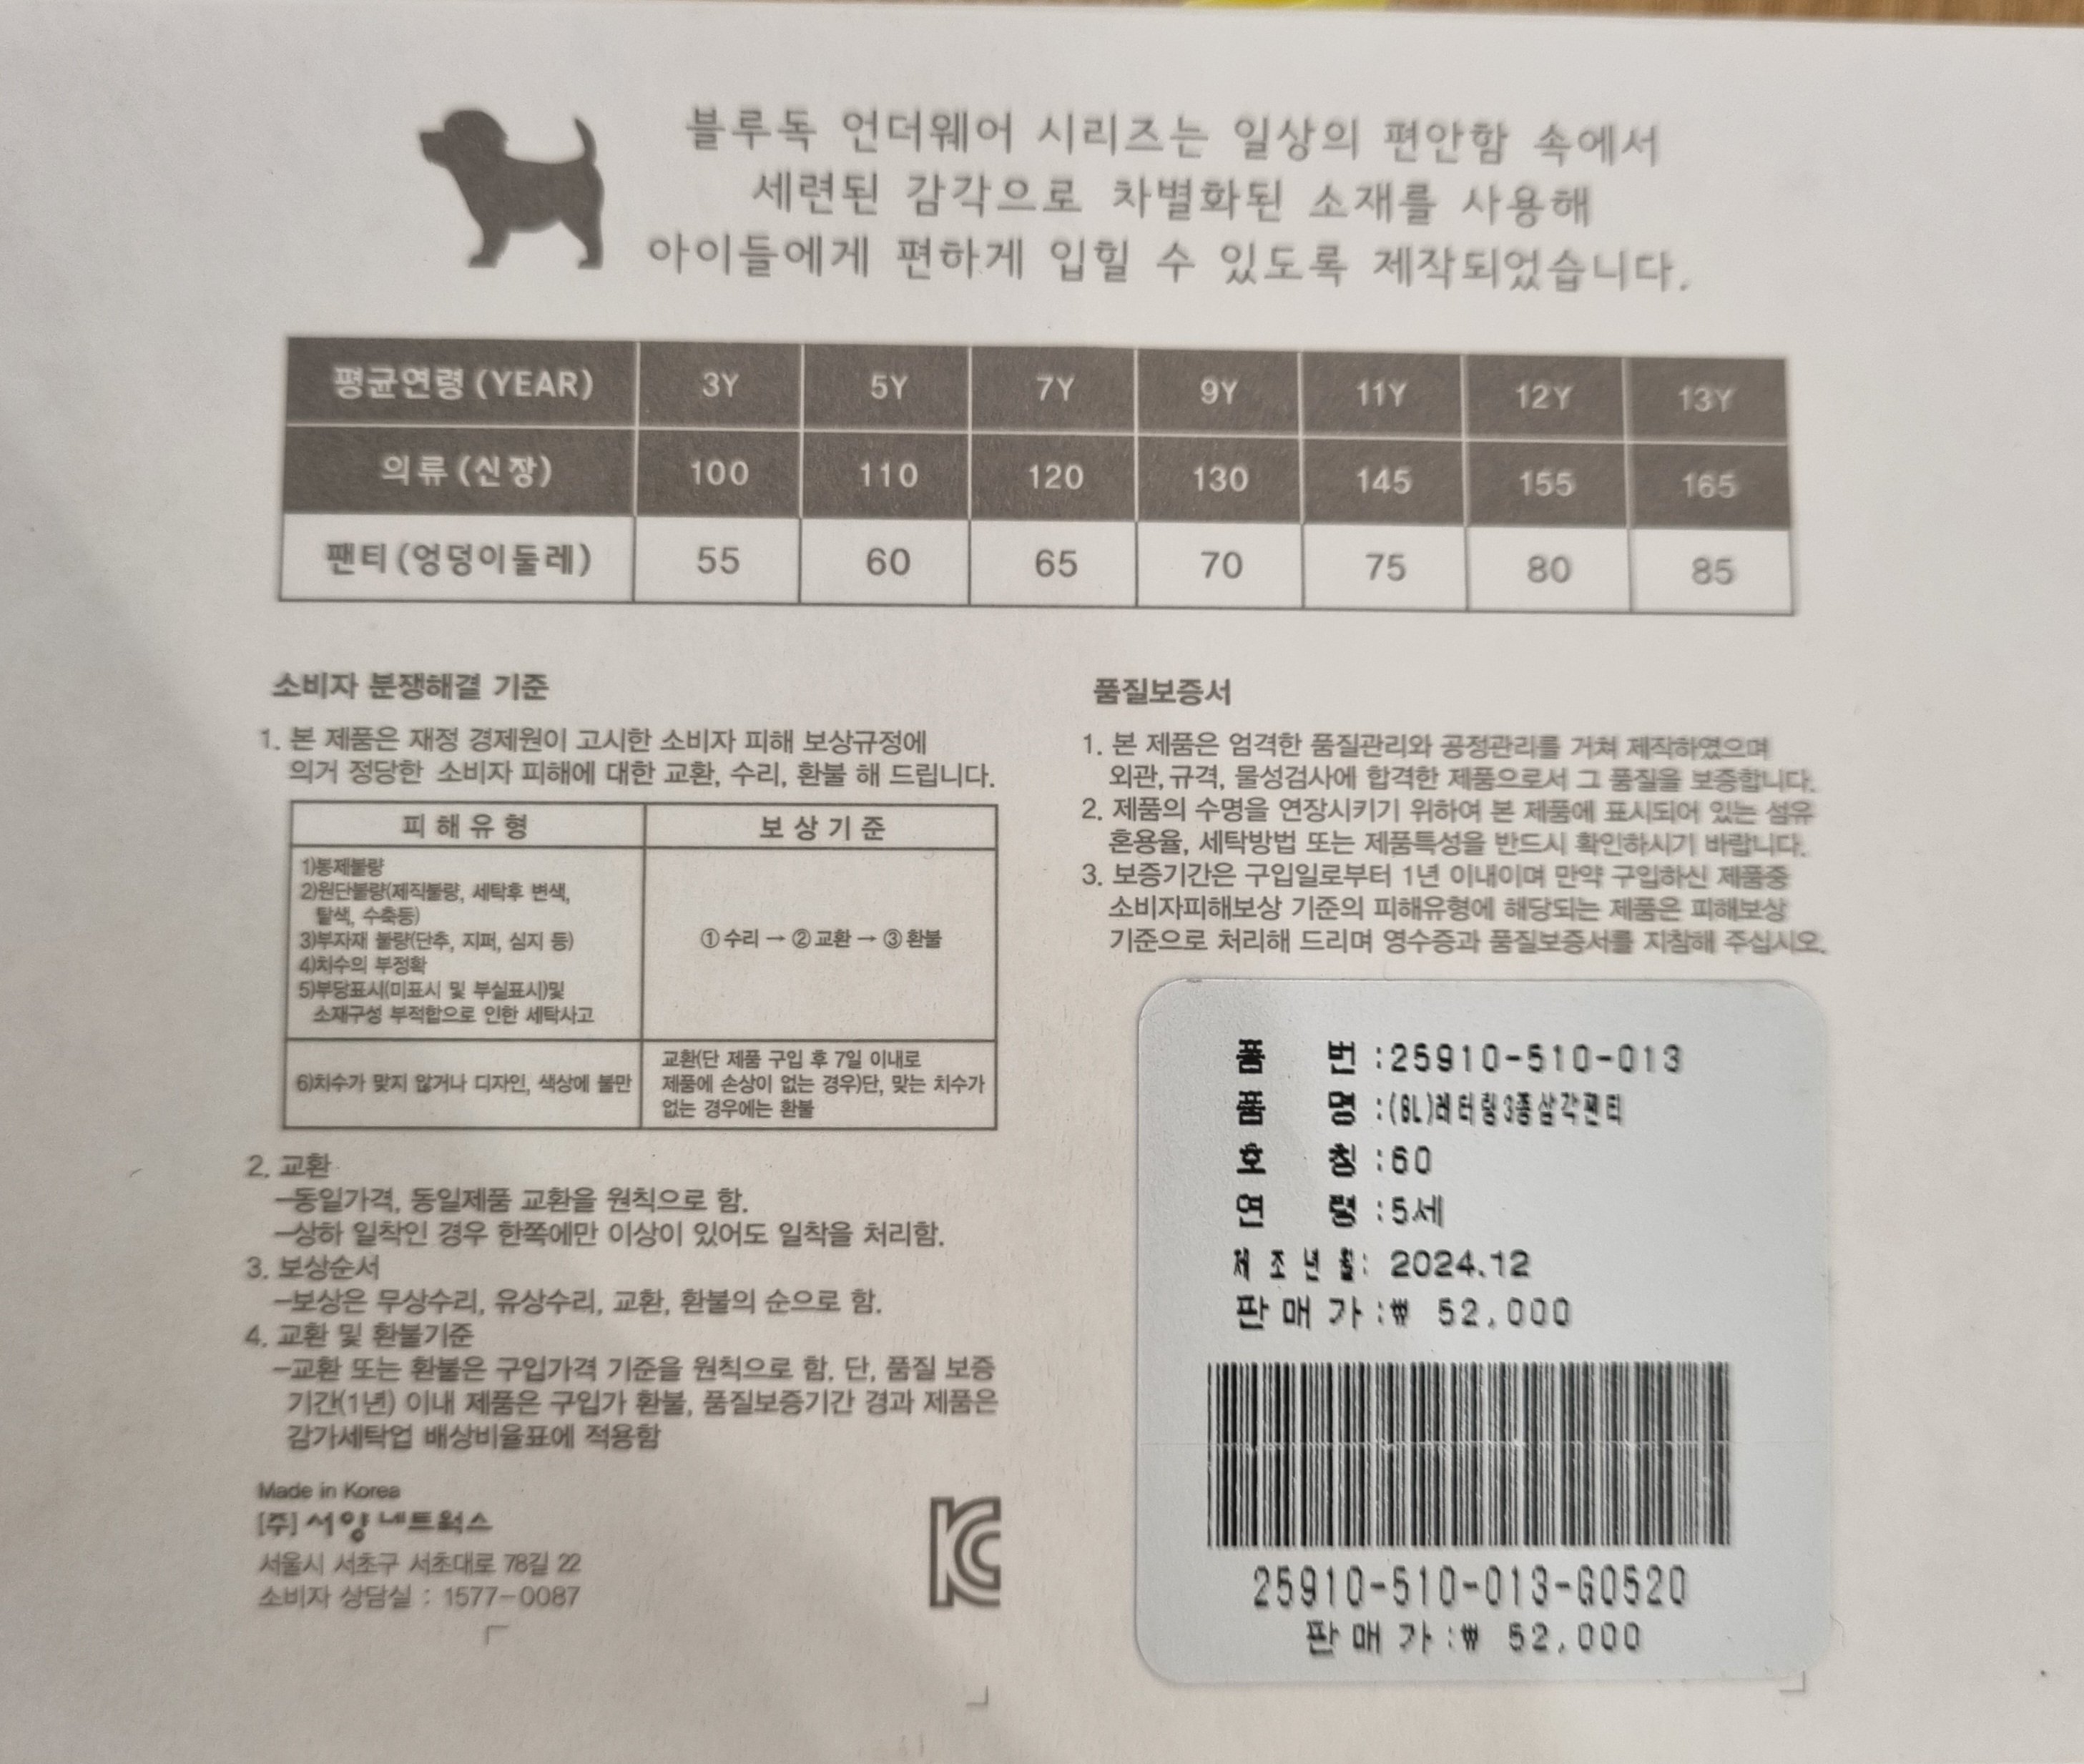 블루독 언더웨어 시리즈는 일상의 편안함 속에서
세련된 감각으로 차별화된 소재를 사용해
아이들에게 편하게 입힐 수 있도록 제작되었습니다.
평균연령(YEAR) 3Y 5Y 7Y 9Y 11Y 12Y 13Y
의류(신장) 100 110 120 130 145 155 165
팬티(엉덩이둘레) 55 60 65 70 75 80 85
소비자 분쟁해결 기준
1. 본 제품은 재정 경제원이 고시한 소비자 피해 보상규정에
의거 정당한 소비자 피해에 대한 교환, 수리, 환불 해 드립니다.
피해유형 보상기준
1)봉제불량
2)원단불량(제직불량, 세탁후 변색,
탈색, 수축등)
3)부자재 불량(단추, 지퍼, 심지 등)
4)치수의 부정확
5)부당표시(미표시 및 부실표시)및
소재구성 부적합으로 인한 세탁사고
①수리→②교환→③환불
6)치수가 맞지 않거나 디자인, 색상에 불만
교환(단 제품 구입 후 7일 이내로
제품에 손상이 없는 경우)단, 맞는 치수가
없는 경우에는 환불
2. 교환
-동일가격, 동일제품 교환을 원칙으로 함.
-상하 일착인 경우 한쪽에만 이상이 있어도 일착을 처리함.
3. 보상순서
-보상은 무상수리, 유상수리, 교환, 환불의 순으로 함.
4. 교환 및 환불기준
-교환 또는 환불은 구입가격 기준을 원칙으로 함. 단, 품질 보증
기간(1년) 이내 제품은 구입가 환불, 품질보증기간 경과 제품은
감가세탁업 배상비율표에 적용함
Made in Korea
[주] 서양네트웍스
서울시 서초구 서초대로 78길 22
소비자 상담실 : 1577-0087
품질보증서
1. 본 제품은 엄격한 품질관리와 공정관리를 거쳐 제작하였으며
외관, 규격, 물성검사에 합격한 제품으로서 그 품질을 보증합니다.
2. 제품의 수명을 연장시키기 위하여 본 제품에 표시되어 있는 섬유
혼용율, 세탁방법 또는 제품특성을 반드시 확인하시기 바랍니다.
3. 보증기간은 구입일로부터 1년 이내이며 만약 구입하신 제품중
소비자피해보상 기준의 피해유형에 해당되는 제품은 피해보상
기준으로 처리해 드리며 영수증과 품질보증서를 지참해 주십시오.
품 번 :25910-510-013
품 명 :(BL)레터링3종삼각팬티
호 칭 :60
연 령 :5세
제조년월: 2024.12
판매가:₩ 52,000
25910-510-013-G0520
판매가:₩ 52,000